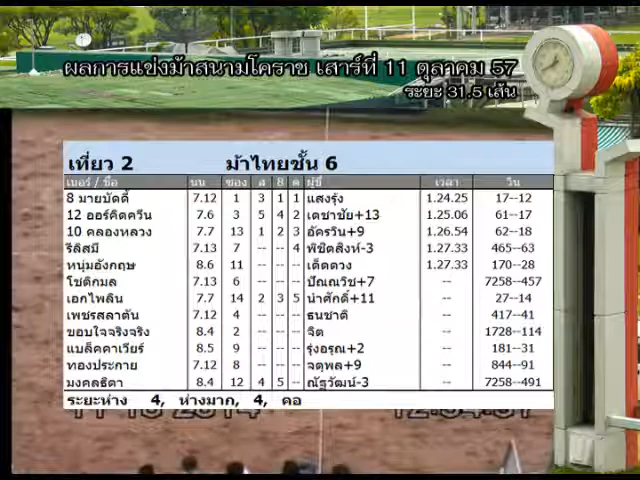 ผลการแข่งม้าสนามโคราช เสาร์ที่ 11 ตุลาคม 57
ระยะ 31.5 เส้น
เที่ยว 2 ม้าไทยชั้น 6
เบอร์ / ชื่อ นน ซอง ส 8 ต ผู้ขี่ เวลา วิน
8 มายบัดดี้ 7.12 1 3 1 1 แสงรุ้ง 1.24.25 17--12
12 ออร์คิดควีน 7.6 3 5 4 2 เดชาชัย+13 1.25.06 61--17
10 คลองหลวง 7.7 13 1 2 3 อัครวิน+9 1.26.54 62--18
รีลิสมี 7.13 7 -- -- 4 พิชิตสิงห์-3 1.27.33 465--63
หนุ่มอังกฤษ 8.6 11 -- -- -- เด็ดดวง 1.27.33 170--28
โชติกมล 7.13 6 -- -- -- ปัณณวิช+7 -- 7258--457
เอกไพลิน 7.7 14 2 3 5 นำศักดิ์+11 -- 27--14
เพชรสลาตัน 7.12 4 -- -- -- ธนชาติ -- 417--41
ขอบใจจริงจริง 8.4 2 -- -- -- จิต -- 1728--114
แบล็คคาเวียร์ 8.5 9 -- -- -- รุ่งอรุณ+2 -- 181--31
ทองประกาย 7.12 8 -- -- -- จตุพล+9 -- 844--91
มงคลธิดา 8.4 12 4 5 -- ณัฐวัฒน์-3 -- 7258--491
ระยะห่าง 4, ห่างมาก, 4, คอ